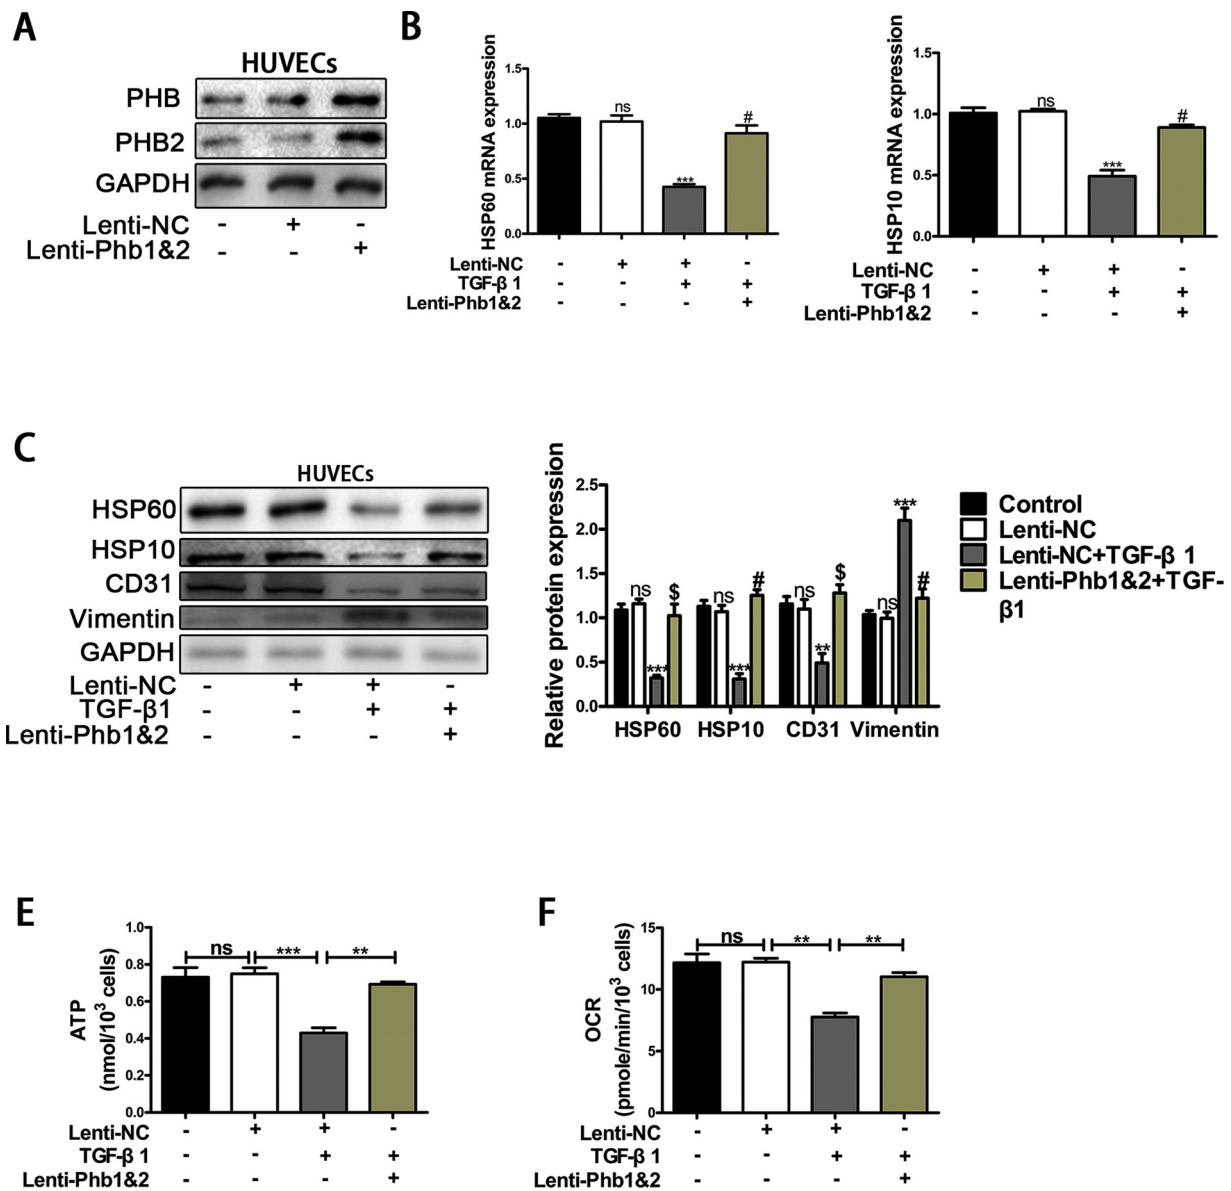 A
HUVECs
PHB
PHB2
GAPDH
Lenti-NC - + -
Lenti-Phb1&2 - - +
B
HSP60 mRNA expression
1.5
1.0
0.5
0.0
ns
***
#
Lenti-NC - + + -
TGF-β 1 - - + +
Lenti-Phb1&2 - - - +
HSP10 mRNA expression
1.5
1.0
0.5
0.0
ns
***
#
Lenti-NC - + + -
TGF-β 1 - - + +
Lenti-Phb1&2 - - - +
C
HUVECs
HSP60
HSP10
CD31
Vimentin
GAPDH
Lenti-NC - + + -
TGF-β1 - - + +
Lenti-Phb1&2 - - - +
Relative protein expression
2.5
2.0
1.5
1.0
0.5
0.0
ns *** $
ns *** #
ns ** $
ns *** #
HSP60 HSP10 CD31 Vimentin
Control
Lenti-NC
Lenti-NC+TGF-β 1
Lenti-Phb1&2+TGF-
β1
E
ATP
(nmol/10³ cells)
1.0
0.8
0.6
0.4
0.2
0.0
ns *** **
Lenti-NC - + + -
TGF-β 1 - - + +
Lenti-Phb1&2 - - - +
F
OCR
(pmole/min/10³ cells)
15
10
5
0
ns ** **
Lenti-NC - + + -
TGF-β 1 - - + +
Lenti-Phb1&2 - - - +